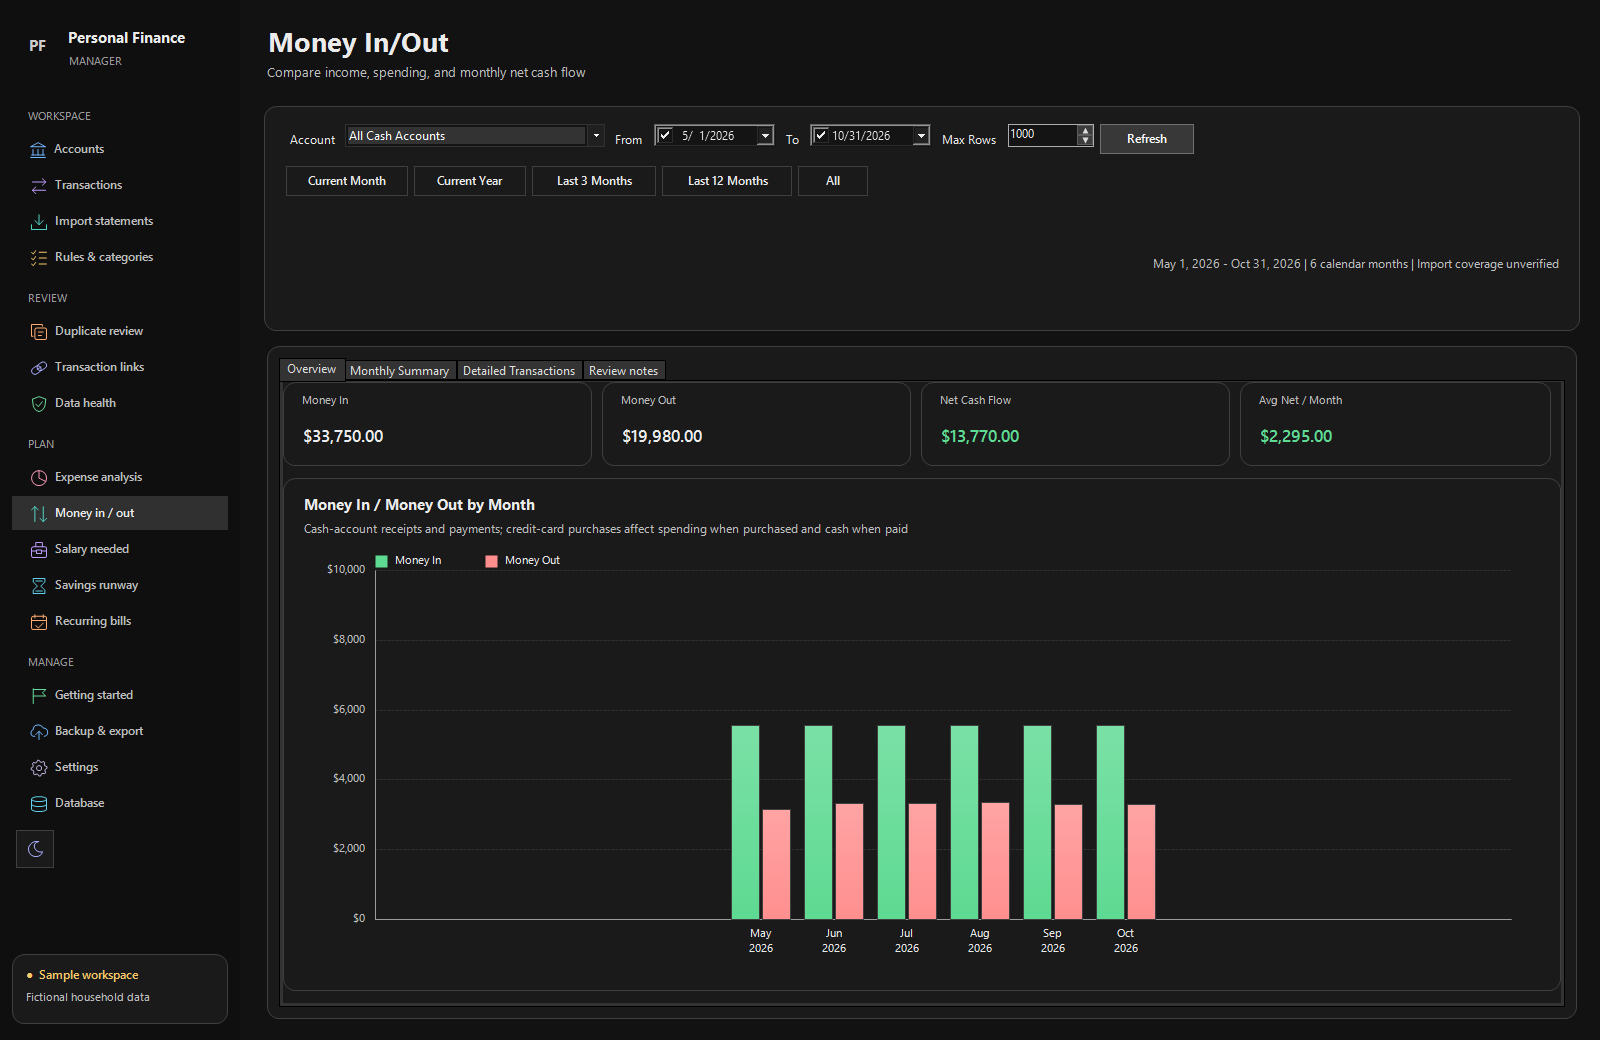 PF
Personal Finance
MANAGER
WORKSPACE
Accounts
Transactions
Import statements
Rules & categories
REVIEW
Duplicate review
Transaction links
Data health
PLAN
Expense analysis
Money in / out
Salary needed
Savings runway
Recurring bills
MANAGE
Getting started
Backup & export
Settings
Database
Sample workspace
Fictional household data
Money In/Out
Compare income, spending, and monthly net cash flow
Account All Cash Accounts From 5/ 1/2026 To 10/31/2026 Max Rows 1000 Refresh
Current Month Current Year Last 3 Months Last 12 Months All
May 1, 2026 - Oct 31, 2026 | 6 calendar months | Import coverage unverified
Overview Monthly Summary Detailed Transactions Review notes
Money In
$33,750.00
Money Out
$19,980.00
Net Cash Flow
$13,770.00
Avg Net / Month
$2,295.00
Money In / Money Out by Month
Cash-account receipts and payments; credit-card purchases affect spending when purchased and cash when paid
Money In Money Out
$10,000
$8,000
$6,000
$4,000
$2,000
$0
May Jun Jul Aug Sep Oct
2026 2026 2026 2026 2026 2026